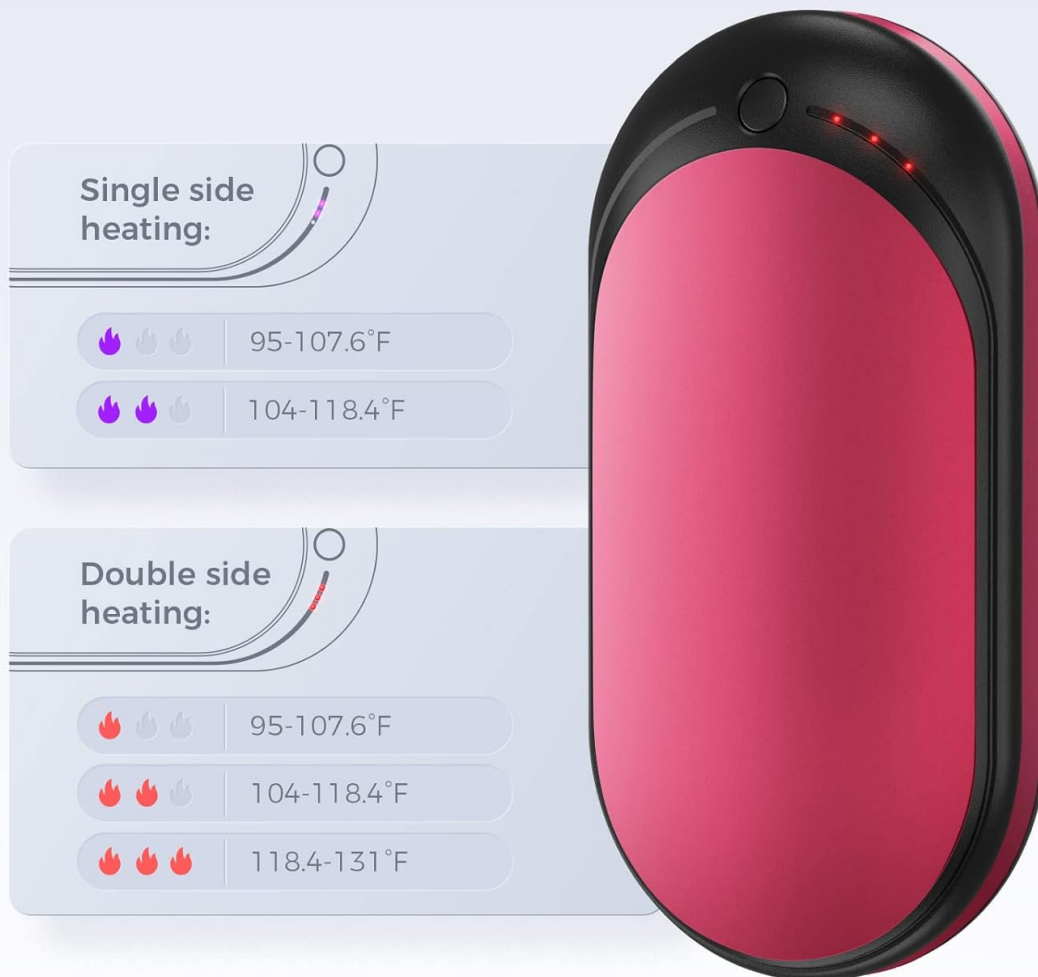 Single side
heating:
95-107.6°F
104-118.4°F
Double side
heating:
95-107.6°F
104-118.4°F
118.4-131°F